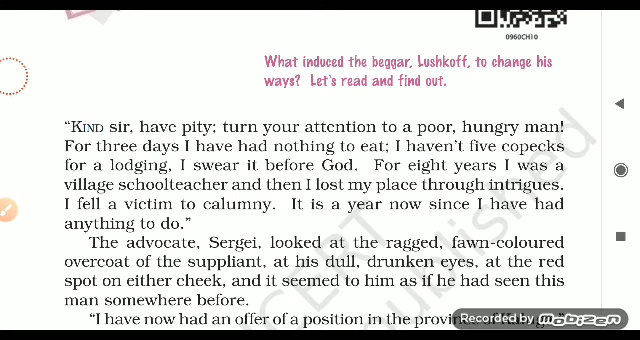 0960CH10
What induced the beggar, Lushkoff, to change his
ways? Let's read and find out.
"KIND sir, have pity; turn your attention to a poor, hungry man!
For three days I have had nothing to eat; I haven't five copecks
for a lodging, I swear it before God. For eight years I was a
village schoolteacher and then I lost my place through intrigues.
I fell a victim to calumny. It is a year now since I have had
anything to do."
The advocate, Sergei, looked at the ragged, fawn-coloured
overcoat of the suppliant, at his dull, drunken eyes, at the red
spot on either cheek, and it seemed to him as if he had seen this
man somewhere before.
"I have now had an offer of a position in the province
Recorded by mobizen